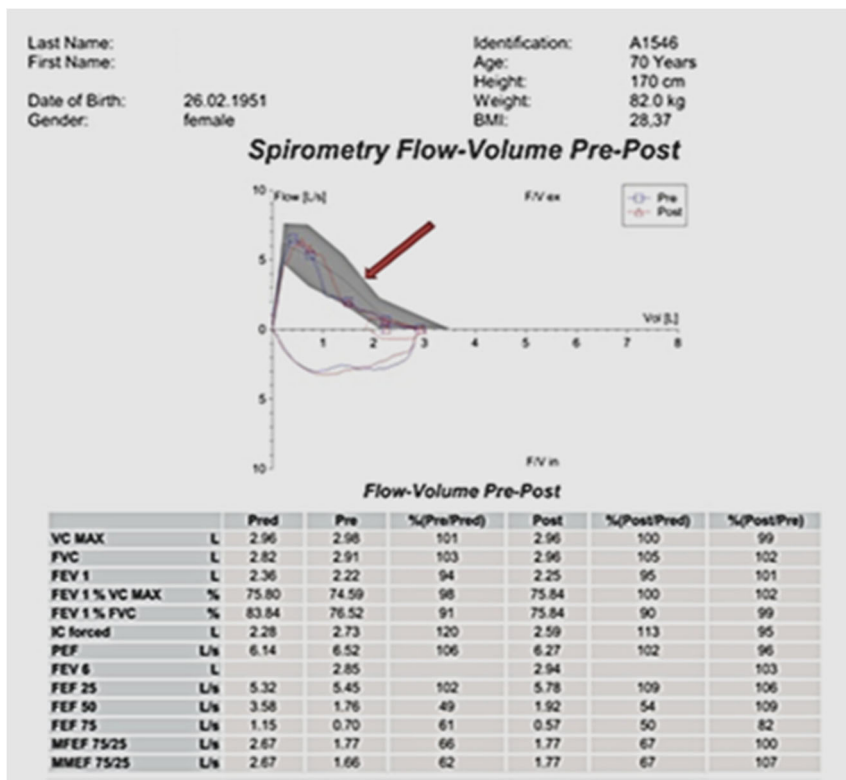 Last Name: Identification: A1546
First Name: Age: 70 Years
Height: 170 cm
Date of Birth: 26.02.1951 Weight: 82.0 kg
Gender: female BMI: 28,37
Spirometry Flow-Volume Pre-Post
10 Flow [L/s] F/V ex Pre
Post
5
0 Vol [L]
1 2 3 4 5 6 7 8
5
10 F/V in
Flow-Volume Pre-Post
Pred Pre %(Pre/Pred) Post %(Post/Pred) %(Post/Pre)
VC MAX L 2.96 2.98 101 2.96 100 99
FVC L 2.82 2.91 103 2.96 105 102
FEV 1 L 2.36 2.22 94 2.25 95 101
FEV 1 % VC MAX % 75.80 74.59 98 75.84 100 102
FEV 1 % FVC % 83.84 76.52 91 75.84 90 99
IC forced L 2.28 2.73 120 2.59 113 95
PEF L/s 6.14 6.52 106 6.27 102 96
FEV 6 L 2.85 2.94 103
FEF 25 L/s 5.32 5.45 102 5.78 109 106
FEF 50 L/s 3.58 1.76 49 1.92 54 109
FEF 75 L/s 1.15 0.70 61 0.57 50 82
MFEF 75/25 L/s 2.67 1.77 66 1.77 67 100
MMEF 75/25 L/s 2.67 1.66 62 1.77 67 107